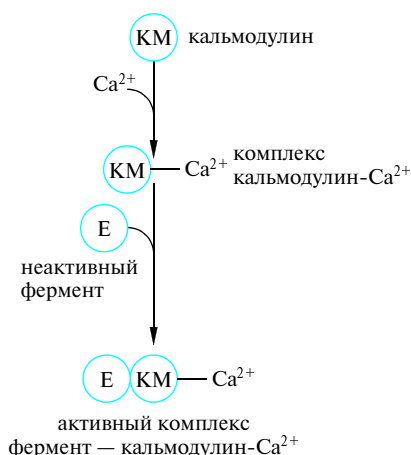 КМ кальмодулин
Ca²⁺
КМ — Ca²⁺ комплекс
кальмодулин-Ca²⁺
E
неактивный
фермент
E КМ — Ca²⁺
активный комплекс
фермент — кальмодулин-Ca²⁺